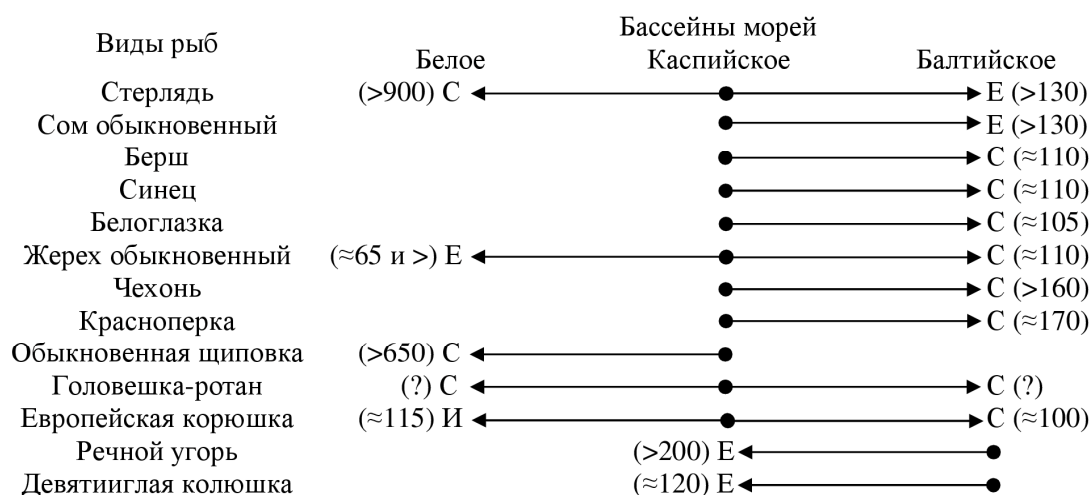 Бассейны морей
Виды рыб
Белое Каспийское Балтийское
Стерлядь (>900) С Е (>130)
Сом обыкновенный Е (>130)
Берш С (≈110)
Синец С (≈110)
Белоглазка С (≈105)
Жерех обыкновенный (≈65 и >) Е С (≈110)
Чехонь С (>160)
Красноперка С (≈170)
Обыкновенная щиповка (>650) С
Головешка-ротан (?) С С (?)
Европейская корюшка (≈115) И С (≈100)
Речной угорь (>200) Е
Девятииглая колюшка (≈120) Е